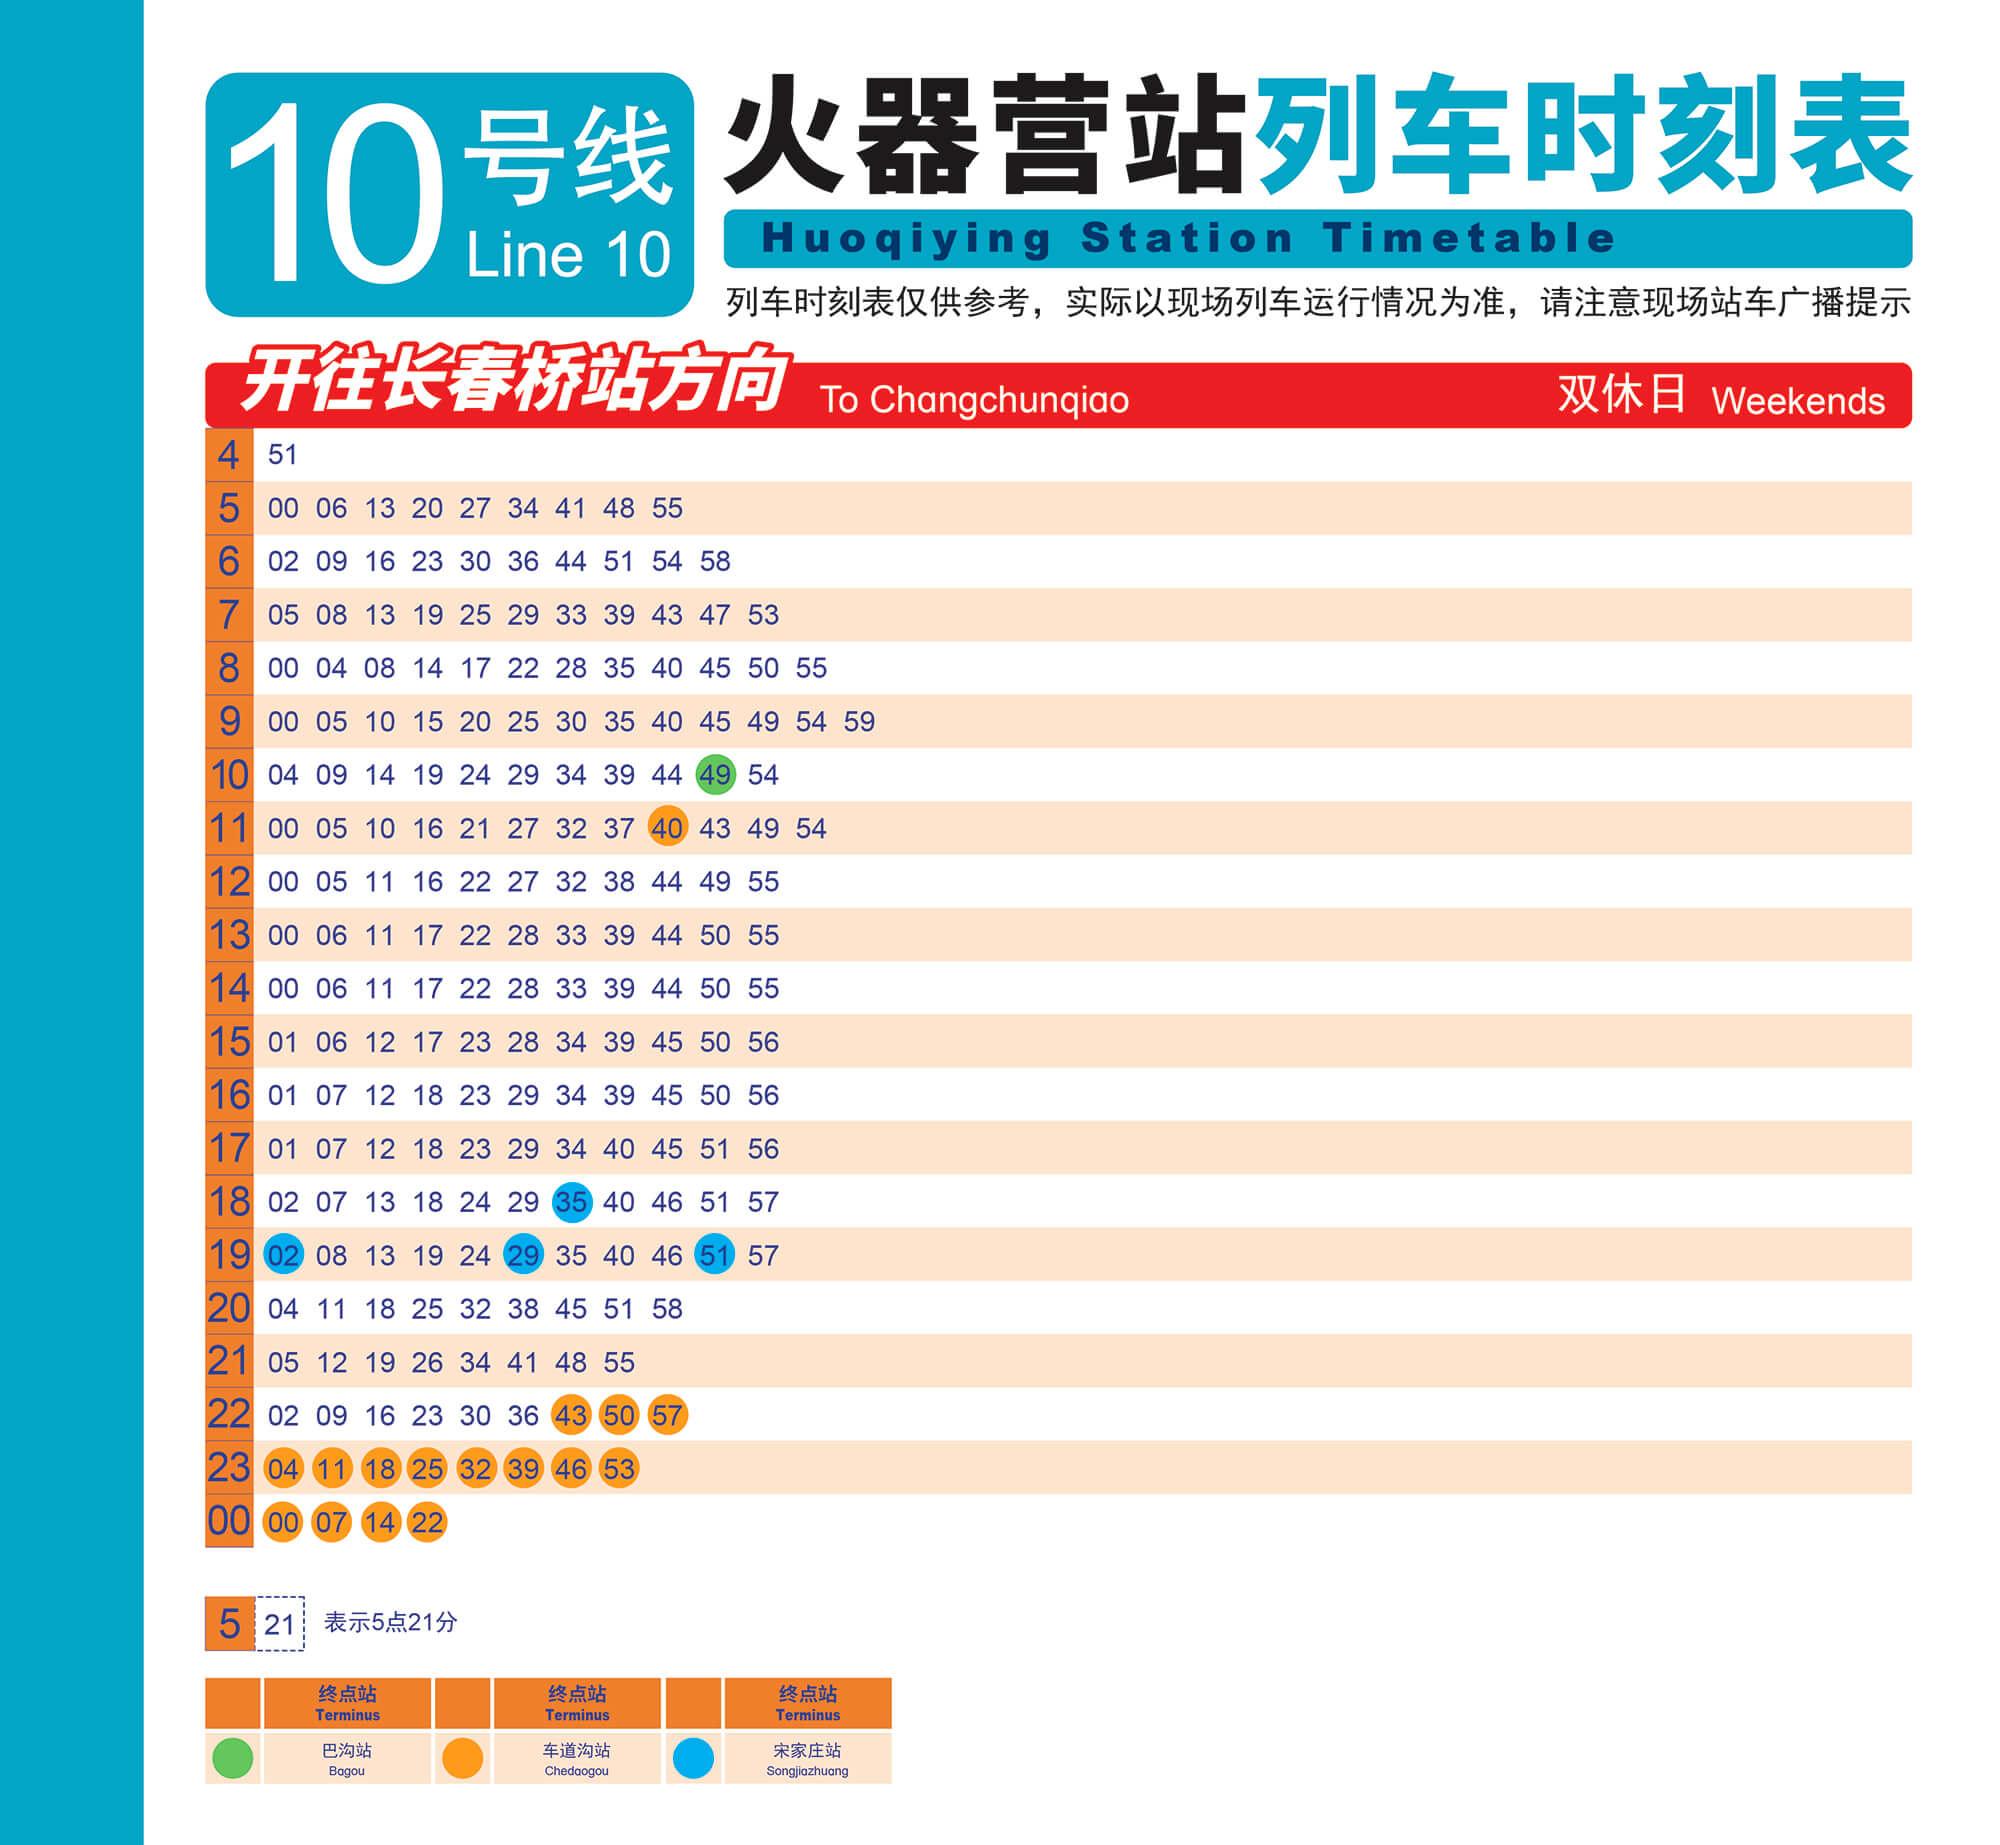 10号线
Line 10
火器营站列车时刻表
Huoqiying Station Timetable
列车时刻表仅供参考，实际以现场列车运行情况为准，请注意现场站车广播提示
开往长春桥站方向 To Changchunqiao 双休日 Weekends
4 51
5 00 06 13 20 27 34 41 48 55
6 02 09 16 23 30 36 44 51 54 58
7 05 08 13 19 25 29 33 39 43 47 53
8 00 04 08 14 17 22 28 35 40 45 50 55
9 00 05 10 15 20 25 30 35 40 45 49 54 59
10 04 09 14 19 24 29 34 39 44 49 54
11 00 05 10 16 21 27 32 37 40 43 49 54
12 00 05 11 16 22 27 32 38 44 49 55
13 00 06 11 17 22 28 33 39 44 50 55
14 00 06 11 17 22 28 33 39 44 50 55
15 01 06 12 17 23 28 34 39 45 50 56
16 01 07 12 18 23 29 34 39 45 50 56
17 01 07 12 18 23 29 34 40 45 51 56
18 02 07 13 18 24 29 35 40 46 51 57
19 02 08 13 19 24 29 35 40 46 51 57
20 04 11 18 25 32 38 45 51 58
21 05 12 19 26 34 41 48 55
22 02 09 16 23 30 36 43 50 57
23 04 11 18 25 32 39 46 53
00 00 07 14 22
5 21 表示5点21分
终点站 终点站 终点站
Terminus Terminus Terminus
巴沟站 车道沟站 宋家庄站
Bagou Chedaogou Songjiazhuang